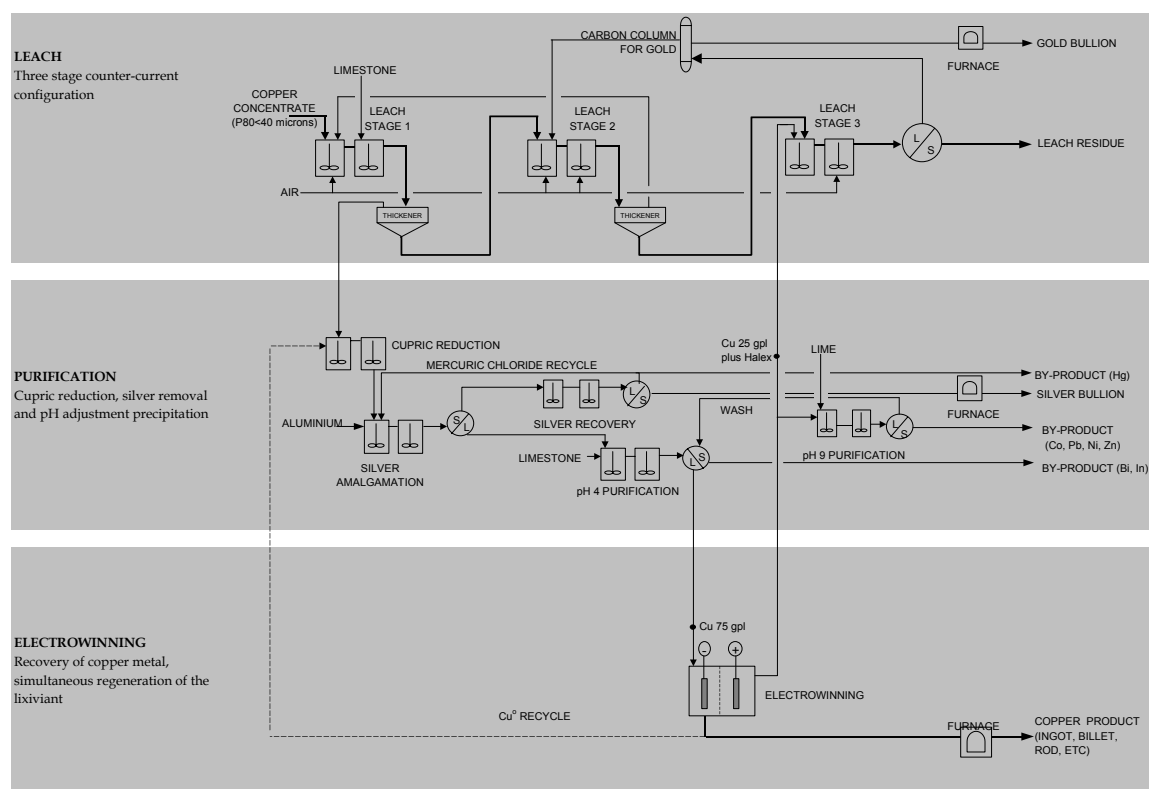 LEACH
Three stage counter-current
configuration
CARBON COLUMN
FOR GOLD
GOLD BULLION
FURNACE
LIMESTONE
COPPER
CONCENTRATE
(P80<40 microns)
LEACH
STAGE 1
LEACH
STAGE 2
LEACH
STAGE 3
L
S
LEACH RESIDUE
AIR
THICKENER
THICKENER
PURIFICATION
Cupric reduction, silver removal
and pH adjustment precipitation
CUPRIC REDUCTION
MERCURIC CHLORIDE RECYCLE
Cu 25 gpl
plus Halex
LIME
BY-PRODUCT (Hg)
SILVER BULLION
FURNACE
L
S
S
L
WASH
ALUMINIUM
SILVER RECOVERY
L
S
BY-PRODUCT
(Co, Pb, Ni, Zn)
LIMESTONE
L
S
pH 9 PURIFICATION
BY-PRODUCT (Bi, In)
SILVER
AMALGAMATION
pH 4 PURIFICATION
ELECTROWINNING
Recovery of copper metal,
simultaneous regeneration of the
lixiviant
Cu 75 gpl
-
+
ELECTROWINNING
Cu° RECYCLE
FURNACE
COPPER PRODUCT
(INGOT, BILLET,
ROD, ETC)